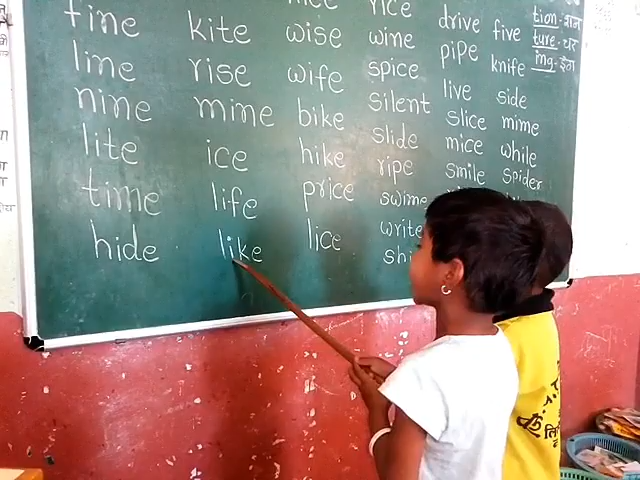 fine kite wise wine drive five tion-शन
lime rise wife spice pipe knife ture-चर
nine mime bike silent live side ing-इंग
lite ice hike slide slice mime
time life price ripe mice while
hide like lice swime smile spider
write